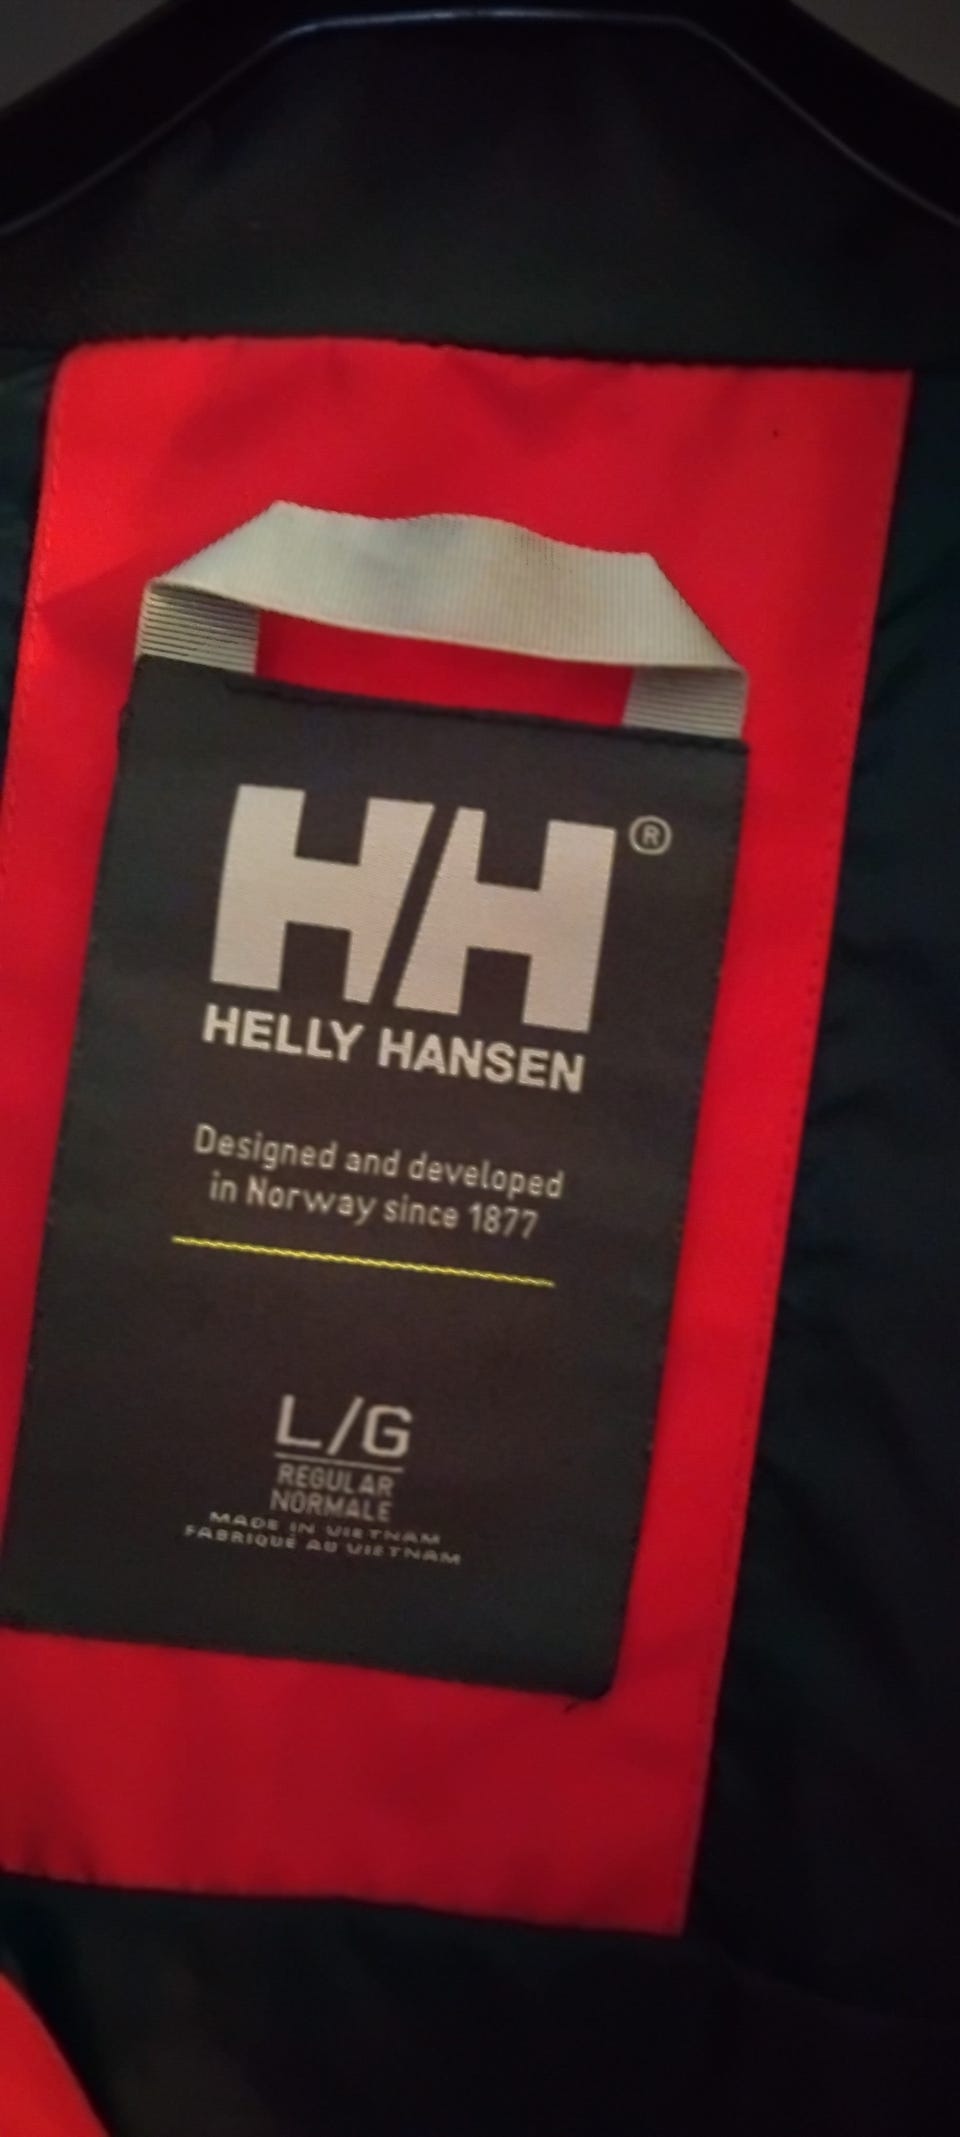 HH®
HELLY HANSEN
Designed and developed
in Norway since 1877
L/G
REGULAR
NORMALE
MADE IN VIETNAM
FABRIQUÉ AU VIETNAM